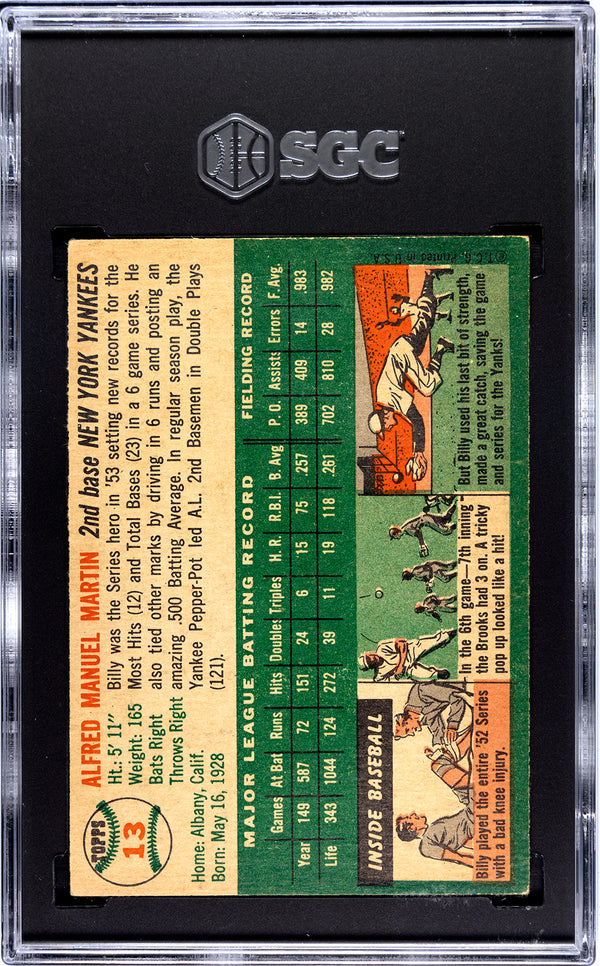 SGC
TOPPS
13
ALFRED MANUEL MARTIN 2nd base NEW YORK YANKEES
Ht.: 5' 11"
Weight: 165
Bats Right
Throws Right
Home: Albany, Calif.
Born: May 16, 1928
Billy was the Series hero in '53 setting new records for the
Most Hits (12) and Total Bases (23) in a 6 game series. He
also tied other marks by driving in 6 runs and posting an
amazing .500 Batting Average. In regular season play, the
Yankee Pepper-Pot led A.L. 2nd Basemen in Double Plays
(121).
MAJOR LEAGUE BATTING RECORD FIELDING RECORD
Games At Bat Runs Hits Doubles Triples H. R. R.B.I. B. Avg P. O. Assists Errors F. Avg.
Year 149 587 72 151 24 6 15 75 .257 389 409 14 .983
Life 343 1044 124 272 39 11 19 118 .261 702 810 28 .982
INSIDE BASEBALL
Billy played the entire '52 Series
with a bad knee injury.
In the 6th game—7th inning
the Brooks had 3 on. A tricky
pop up looked like a hit!
But Billy used his last bit of strength,
made a great catch, saving the game
and series for the Yanks!
© T. C. G. Printed in U. S. A.